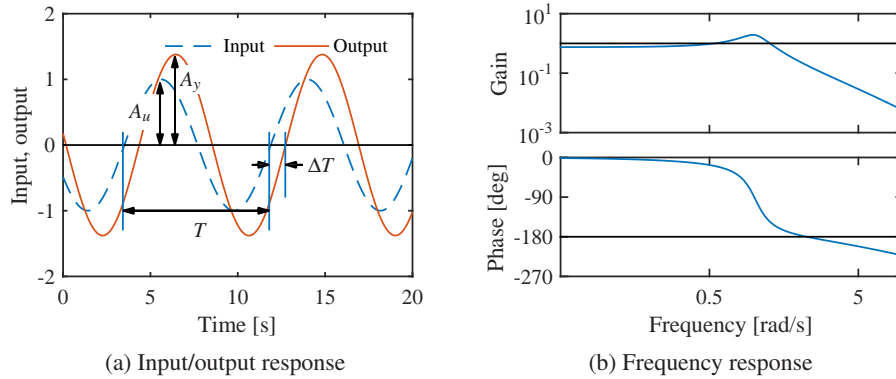 2
1
0
-1
-2
Input, output
Input
Output
A_u
A_y
ΔT
T
0 5 10 15 20
Time [s]
(a) Input/output response
10^1
10^-1
10^-3
Gain
0
-90
-180
-270
Phase [deg]
0.5 5
Frequency [rad/s]
(b) Frequency response